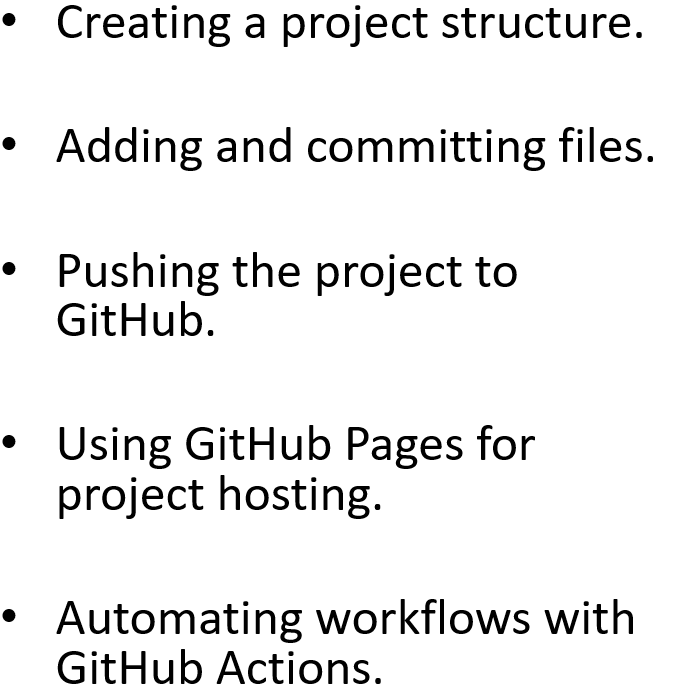 • Creating a project structure.
• Adding and committing files.
• Pushing the project to
GitHub.
• Using GitHub Pages for
project hosting.
• Automating workflows with
GitHub Actions.